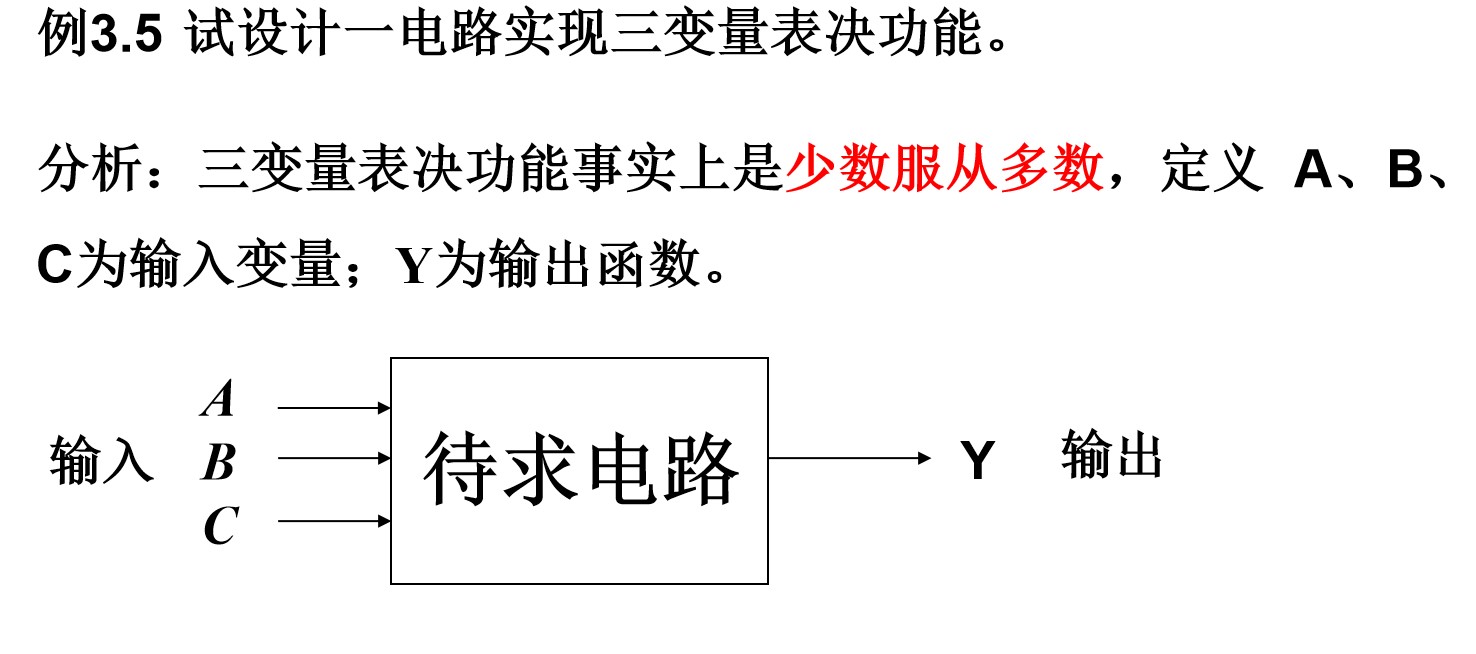 例3.5 试设计一电路实现三变量表决功能。
分析：三变量表决功能事实上是少数服从多数，定义 A、B、
C为输入变量；Y为输出函数。
A
输入 B
C
待求电路
Y 输出